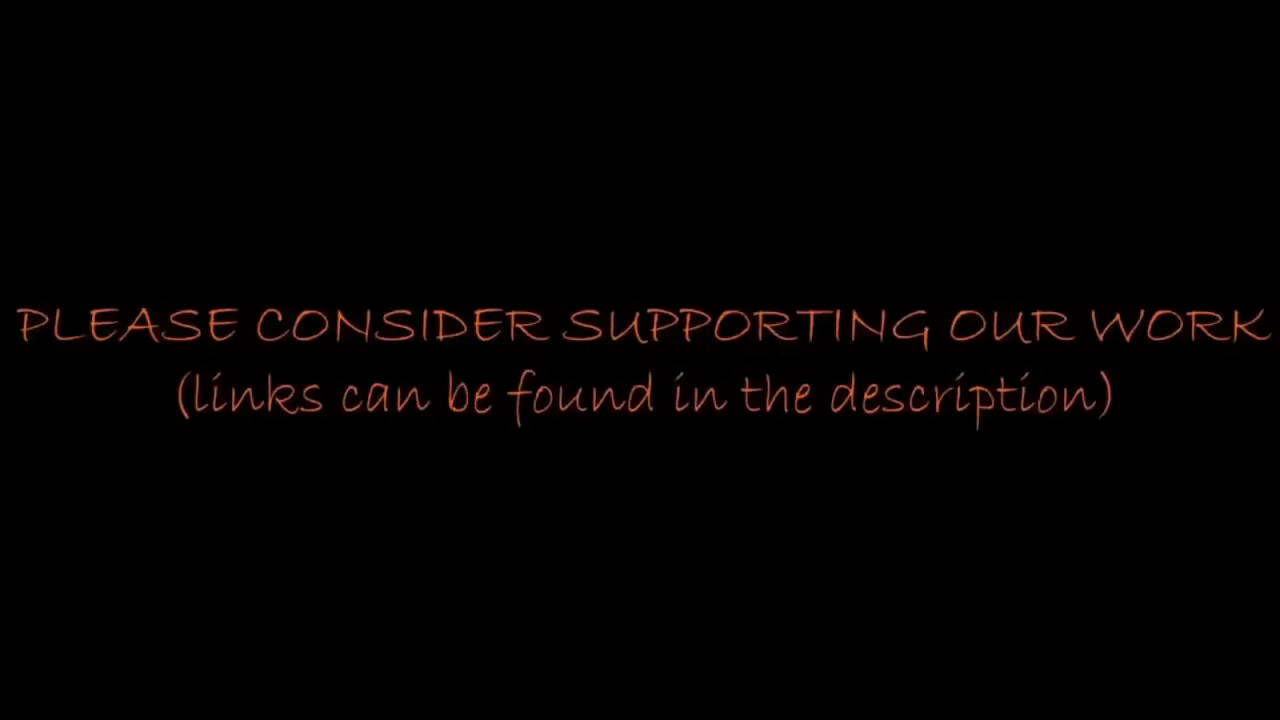 PLEASE CONSIDER SUPPORTING OUR WORK
(links can be found in the description)